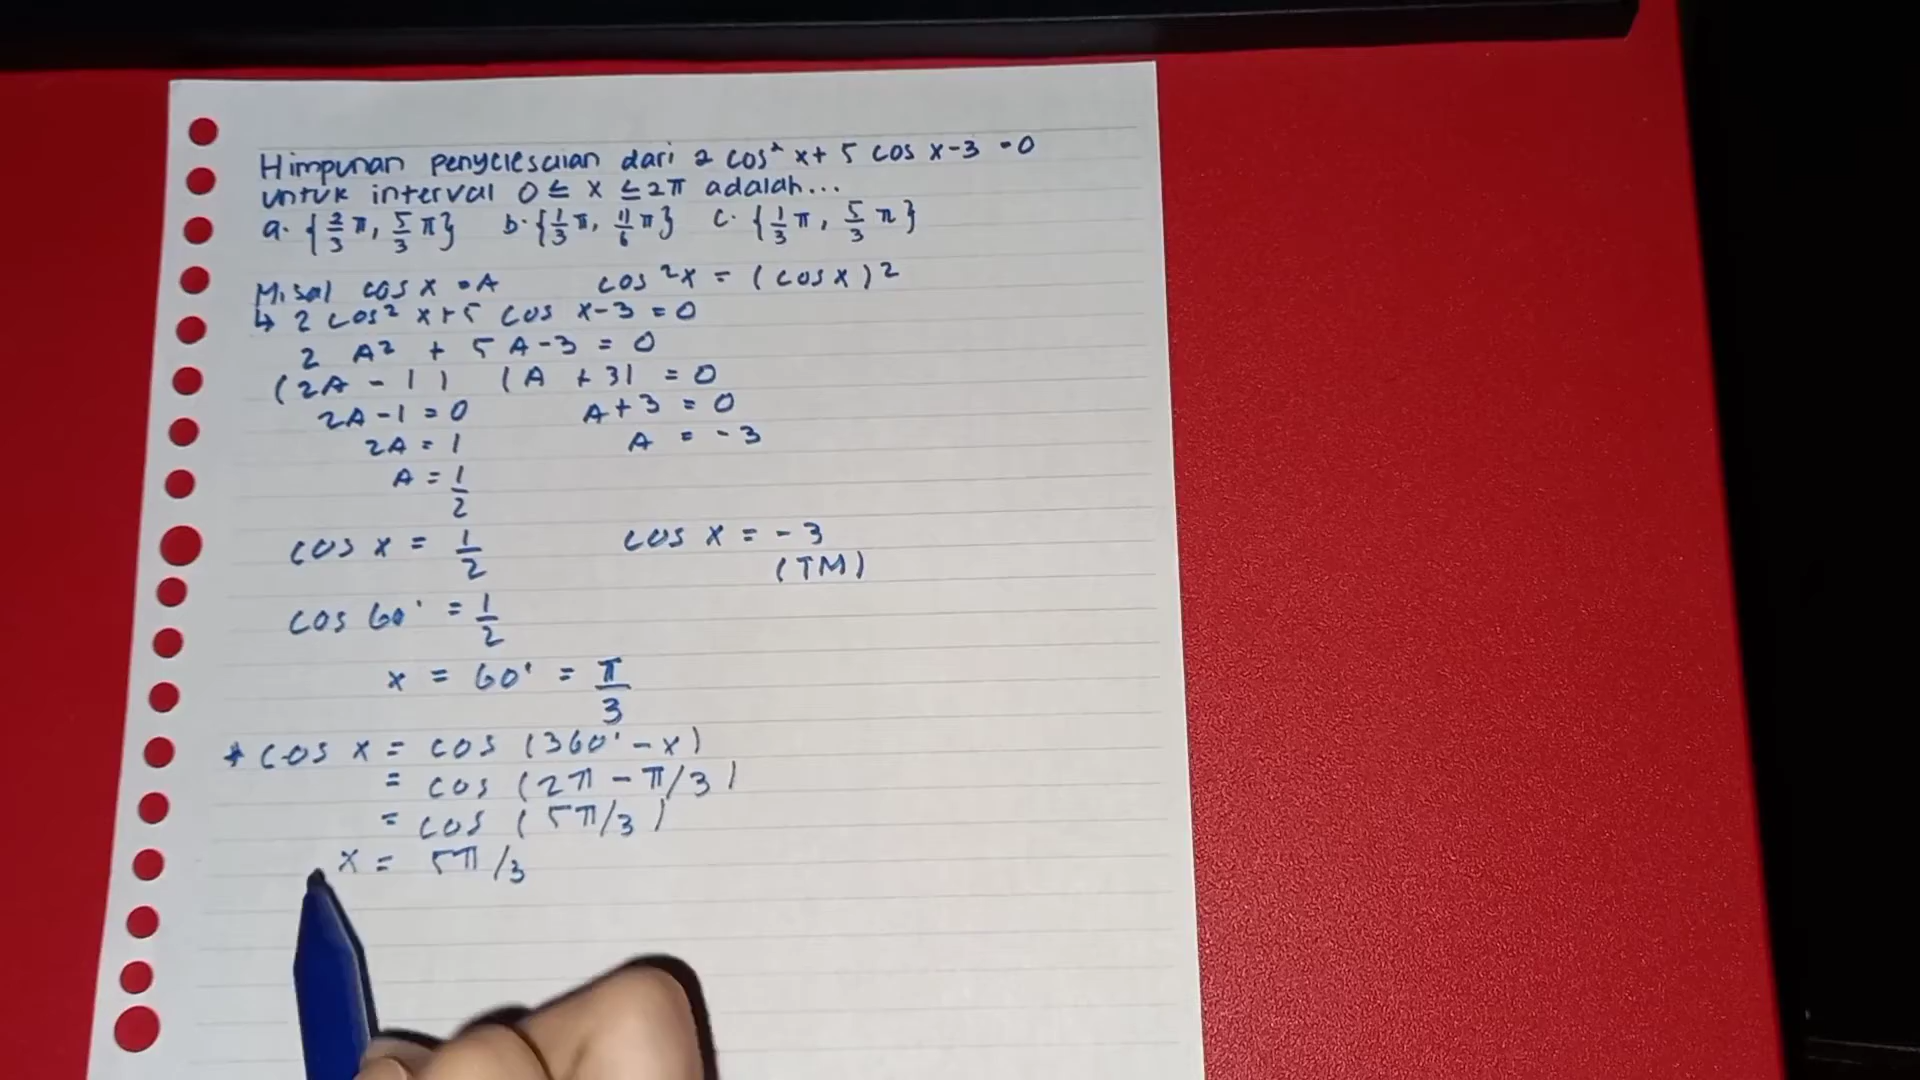 Himpunan penyelesaian dari 2 cos² x + 5 cos x - 3 = 0
untuk interval 0 ≤ x ≤ 2π adalah...
a. {2/3 π, 5/3 π} b. {1/3 π, 11/6 π} c. {1/3 π, 5/3 π}
Misal cos x = A cos²x = (cos x)²
↳ 2 cos² x + 5 cos x - 3 = 0
2 A² + 5 A - 3 = 0
(2A - 1) (A + 3) = 0
2A - 1 = 0 A + 3 = 0
2A = 1 A = -3
A = 1/2
cos x = 1/2 cos x = -3
(TM)
cos 60° = 1/2
x = 60° = π/3
* cos x = cos (360° - x)
= cos (2π - π/3)
= cos (5π/3)
x = 5π/3